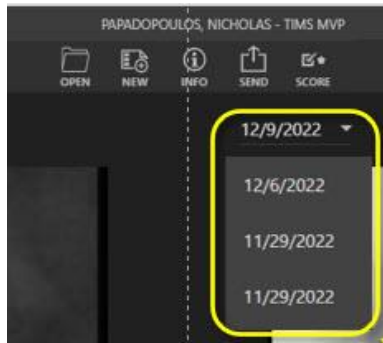 PAPADOPOULOS, NICHOLAS - TIMS MVP
OPEN NEW INFO SEND SCORE
12/9/2022
12/6/2022
11/29/2022
11/29/2022